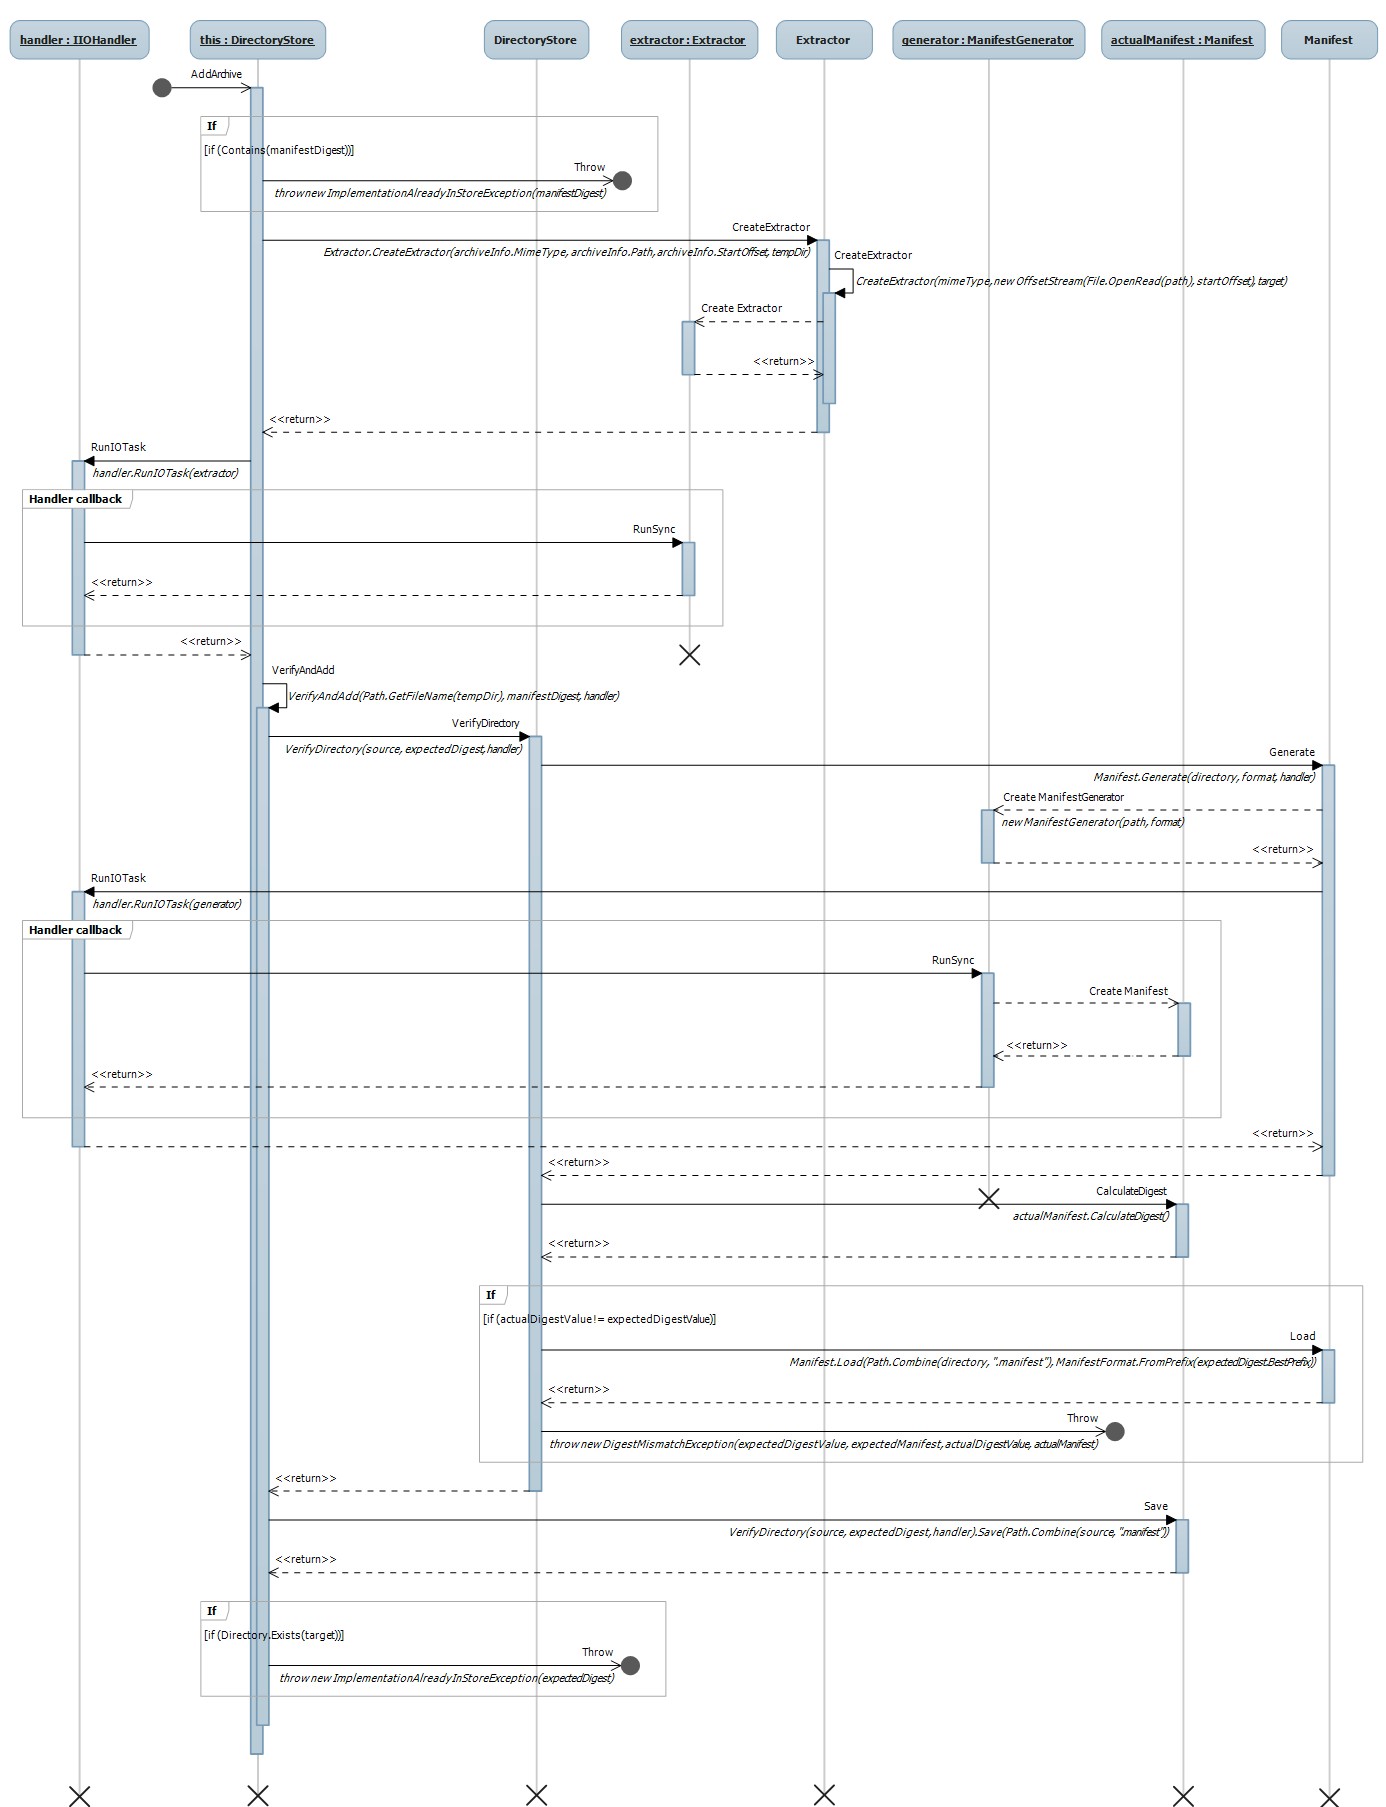 handler : IIOHandler
this : DirectoryStore
DirectoryStore
extractor : Extractor
Extractor
generator : ManifestGenerator
actualManifest : Manifest
Manifest
AddArchive
If
[if (Contains(manifestDigest))]
Throw
throw new ImplementationAlreadyInStoreException(manifestDigest)
CreateExtractor
Extractor.CreateExtractor(archiveInfo.MimeType, archiveInfo.Path, archiveInfo.StartOffset, tempDir)
CreateExtractor
CreateExtractor(mimeType, new OffsetStream(File.OpenRead(path), startOffset), target)
Create Extractor
<<return>>
<<return>>
RunIOTask
handler.RunIOTask(extractor)
Handler callback
RunSync
<<return>>
<<return>>
VerifyAndAdd
VerifyAndAdd(Path.GetFileName(tempDir), manifestDigest, handler)
VerifyDirectory
VerifyDirectory(source, expectedDigest, handler)
Generate
Manifest.Generate(directory, format, handler)
Create ManifestGenerator
new ManifestGenerator(path, format)
<<return>>
RunIOTask
handler.RunIOTask(generator)
Handler callback
RunSync
Create Manifest
<<return>>
<<return>>
<<return>>
<<return>>
CalculateDigest
actualManifest.CalculateDigest()
<<return>>
If
[if (actualDigestValue != expectedDigestValue)]
Load
Manifest.Load(Path.Combine(directory, ".manifest"), ManifestFormat.FromPrefix(expectedDigest.BestPrefix))
<<return>>
Throw
throw new DigestMismatchException(expectedDigestValue, expectedManifest, actualDigestValue, actualManifest)
<<return>>
Save
VerifyDirectory(source, expectedDigest, handler).Save(Path.Combine(source, ".manifest"))
<<return>>
If
[if (Directory.Exists(target))]
Throw
throw new ImplementationAlreadyInStoreException(expectedDigest)